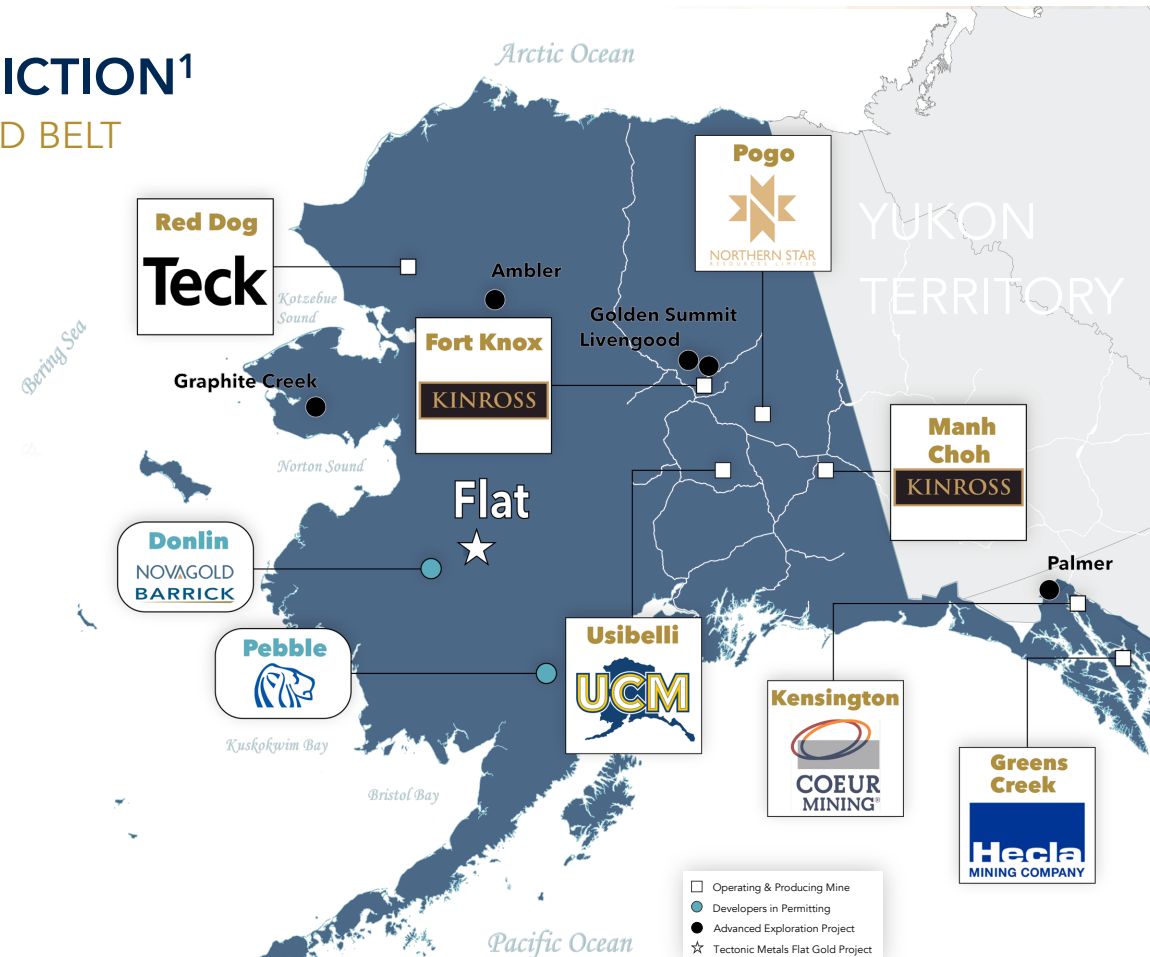 ICTION¹
D BELT
Arctic Ocean
Pogo
NORTHERN STAR
RESOURCES LIMITED
YUKON
TERRITORY
Red Dog
Teck
Kotzebue
Sound
Ambler
Golden Summit
Livengood
Bering Sea
Fort Knox
KINROSS
Graphite Creek
Manh
Choh
KINROSS
Norton Sound
Flat
Donlin
NOVAGOLD
BARRICK
Palmer
Pebble
Usibelli
UCM
Kensington
COEUR
MINING®
Kuskokwim Bay
Bristol Bay
Greens
Creek
Hecla
MINING COMPANY
Operating & Producing Mine
Developers in Permitting
Advanced Exploration Project
Tectonic Metals Flat Gold Project
Pacific Ocean